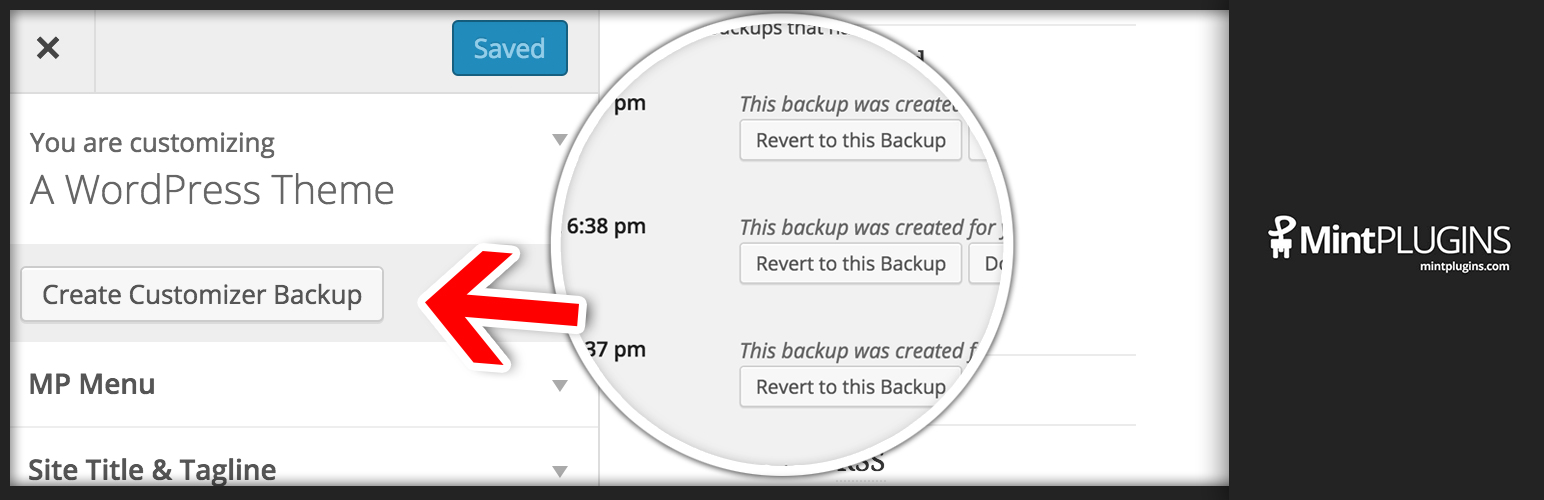 Saved
You are customizing
A WordPress Theme
Create Customizer Backup
MP Menu
Site Title & Tagline
that
pm
This backup was created
Revert to this Backup
6:38 pm
This backup was created for
Revert to this Backup
37 pm
This backup was created
Revert to this Backup
RSS
MintPLUGINS
mintplugins.com